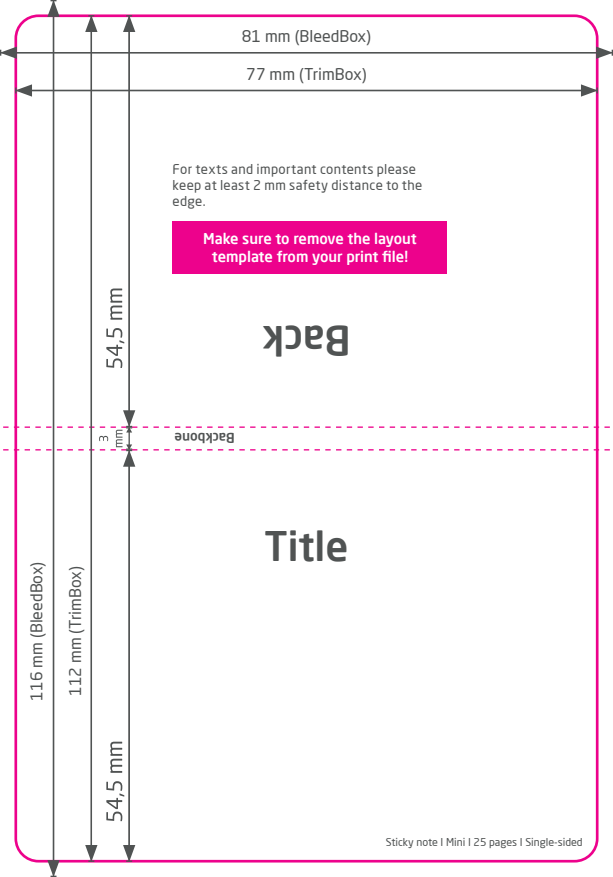 81 mm (BleedBox)
77 mm (TrimBox)
For texts and important contents please
keep at least 2 mm safety distance to the
edge.
Make sure to remove the layout
template from your print file!
54,5 mm
Back
3
mm
Backbone
Title
116 mm (BleedBox)
112 mm (TrimBox)
54,5 mm
Sticky note I Mini I 25 pages I Single-sided